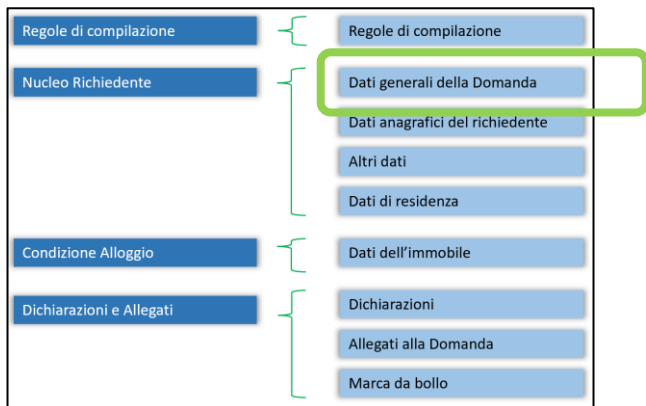 Regole di compilazione
Regole di compilazione
Nucleo Richiedente
Dati generali della Domanda
Dati anagrafici del richiedente
Altri dati
Dati di residenza
Condizione Alloggio
Dati dell'immobile
Dichiarazioni e Allegati
Dichiarazioni
Allegati alla Domanda
Marca da bollo